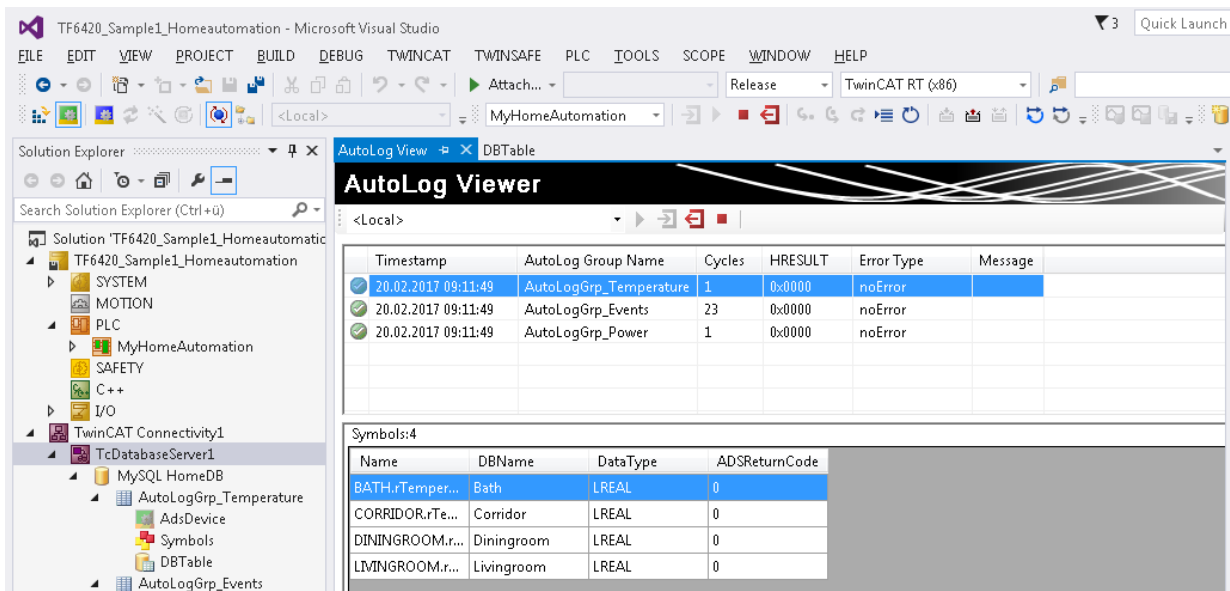 TF6420_Sample1_Homeautomation - Microsoft Visual Studio
3
Quick Launch
FILE EDIT VIEW PROJECT BUILD DEBUG TWINCAT TWINSAFE PLC TOOLS SCOPE WINDOW HELP
Attach... Release TwinCAT RT (x86)
<Local> MyHomeAutomation
Solution Explorer
Search Solution Explorer (Ctrl+ü)
Solution 'TF6420_Sample1_Homeautomatic
TF6420_Sample1_Homeautomation
SYSTEM
MOTION
PLC
MyHomeAutomation
SAFETY
C++
I/O
TwinCAT Connectivity1
TcDatabaseServer1
MySQL HomeDB
AutoLogGrp_Temperature
AdsDevice
Symbols
DBTable
AutoLogGrp_Events
AutoLog View DBTable
AutoLog Viewer
<Local>
Timestamp AutoLog Group Name Cycles HRESULT Error Type Message
20.02.2017 09:11:49 AutoLogGrp_Temperature 1 0x0000 noError
20.02.2017 09:11:49 AutoLogGrp_Events 23 0x0000 noError
20.02.2017 09:11:49 AutoLogGrp_Power 1 0x0000 noError
Symbols:4
Name DBName DataType ADSReturnCode
BATH.rTemper... Bath LREAL 0
CORRIDOR.rTe... Corridor LREAL 0
DININGROOM.r... Diningroom LREAL 0
LIVINGROOM.r... Livingroom LREAL 0